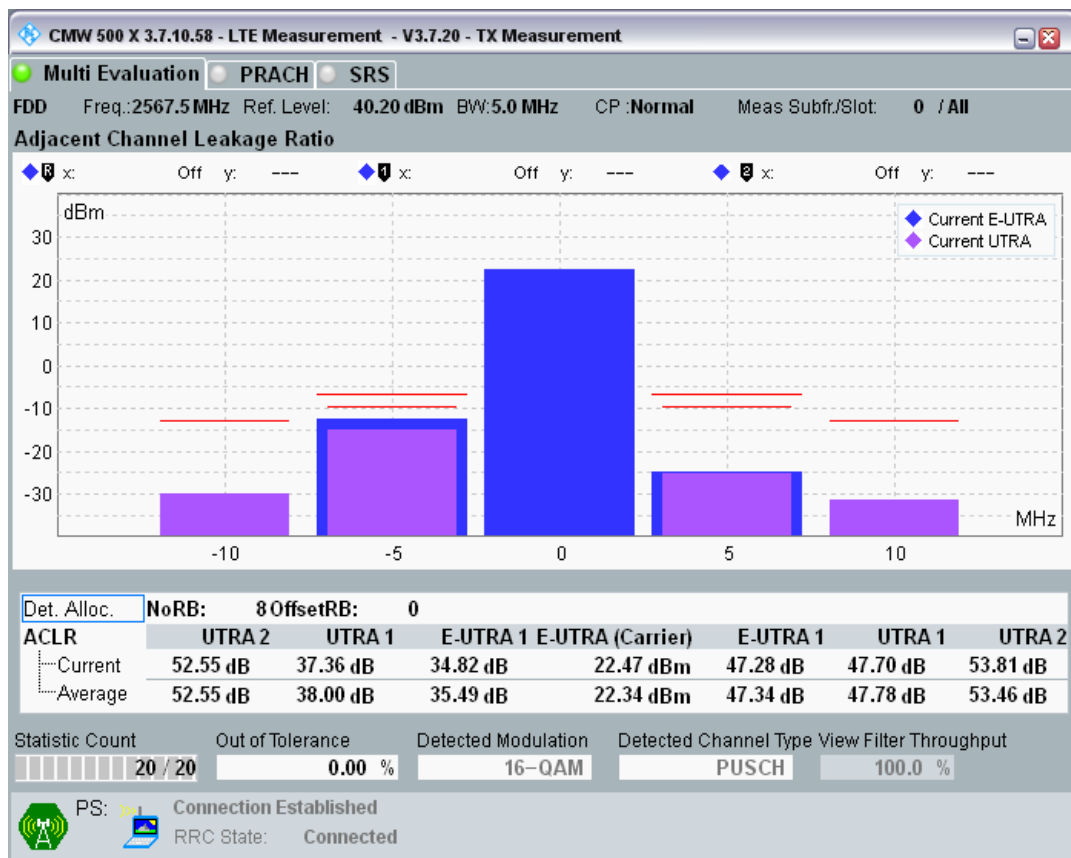 CMW 500 X 3.7.10.58 - LTE Measurement - V3.7.20 - TX Measurement
Multi Evaluation PRACH SRS
FDD Freq.:2567.5 MHz Ref. Level: 40.20 dBm BW:5.0 MHz CP :Normal Meas Subfr./Slot: 0 / All
Adjacent Channel Leakage Ratio
R x: Off y: --- 1 x: Off y: --- 2 x: Off y: ---
dBm
Current E-UTRA
Current UTRA
30
20
10
0
-10
-20
-30
MHz
-10 -5 0 5 10
Det. Alloc. NoRB: 8 OffsetRB: 0
ACLR UTRA 2 UTRA 1 E-UTRA 1 E-UTRA (Carrier) E-UTRA 1 UTRA 1 UTRA 2
Current 52.55 dB 37.36 dB 34.82 dB 22.47 dBm 47.28 dB 47.70 dB 53.81 dB
Average 52.55 dB 38.00 dB 35.49 dB 22.34 dBm 47.34 dB 47.78 dB 53.46 dB
Statistic Count Out of Tolerance Detected Modulation Detected Channel Type View Filter Throughput
20 / 20 0.00 % 16-QAM PUSCH 100.0 %
PS: Connection Established
RRC State: Connected